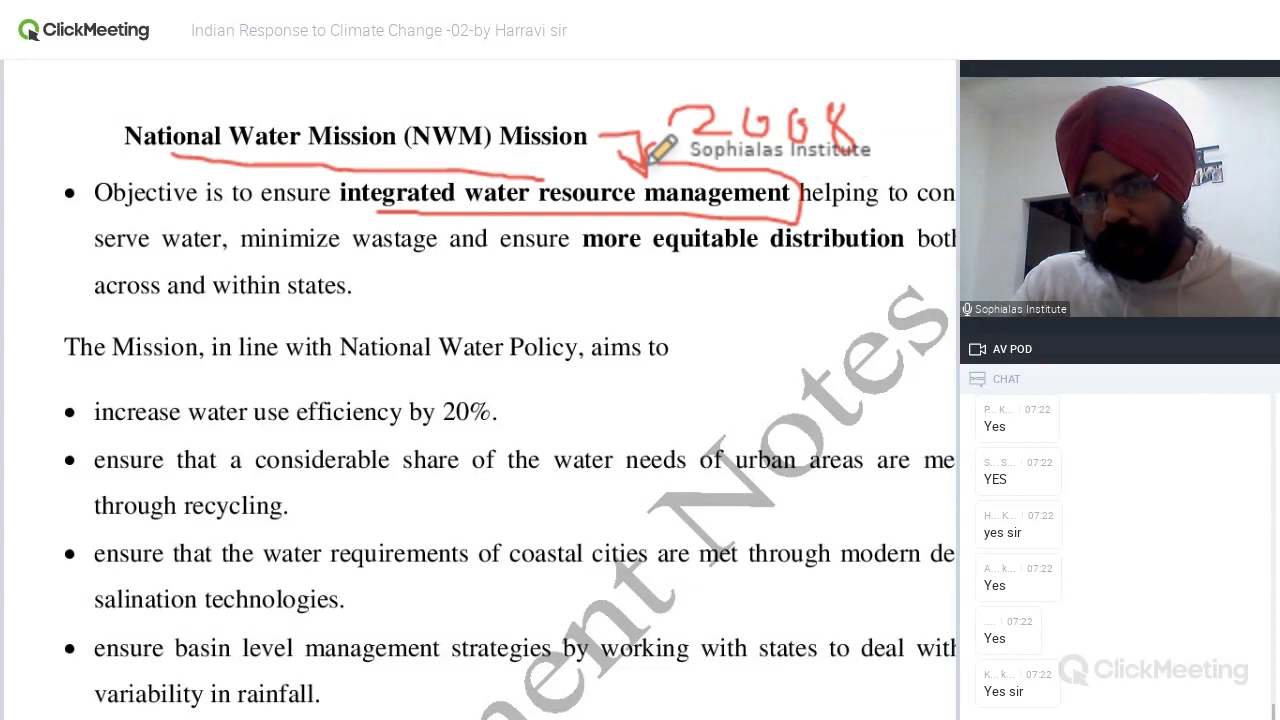 ClickMeeting
Indian Response to Climate Change -02-by Harravi sir
National Water Mission (NWM) Mission
2008
Sophialas Institute
• Objective is to ensure integrated water resource management helping to con
serve water, minimize wastage and ensure more equitable distribution both
across and within states.
The Mission, in line with National Water Policy, aims to
• increase water use efficiency by 20%.
• ensure that a considerable share of the water needs of urban areas are me
through recycling.
• ensure that the water requirements of coastal cities are met through modern de
salination technologies.
• ensure basin level management strategies by working with states to deal with
variability in rainfall.
ment Notes
Sophialas Institute
AV POD
CHAT
P... K... 07:22
Yes
S... S... 07:22
YES
H... K... 07:22
yes sir
A... k... 07:22
Yes
.... 07:22
Yes
K... k... 07:22
Yes sir
ClickMeeting